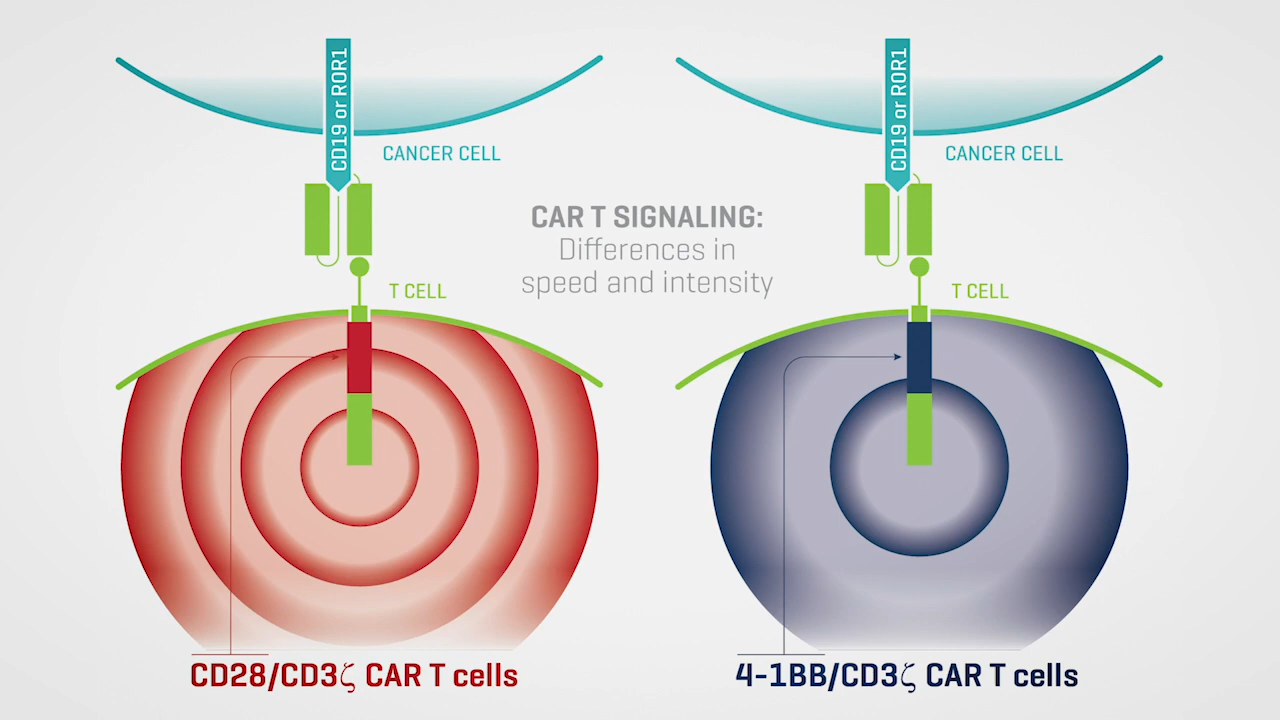 CD19 or ROR1
CANCER CELL
CD19 or ROR1
CANCER CELL
CAR T SIGNALING:
Differences in
speed and intensity
T CELL
T CELL
CD28/CD3ζ CAR T cells
4-1BB/CD3ζ CAR T cells